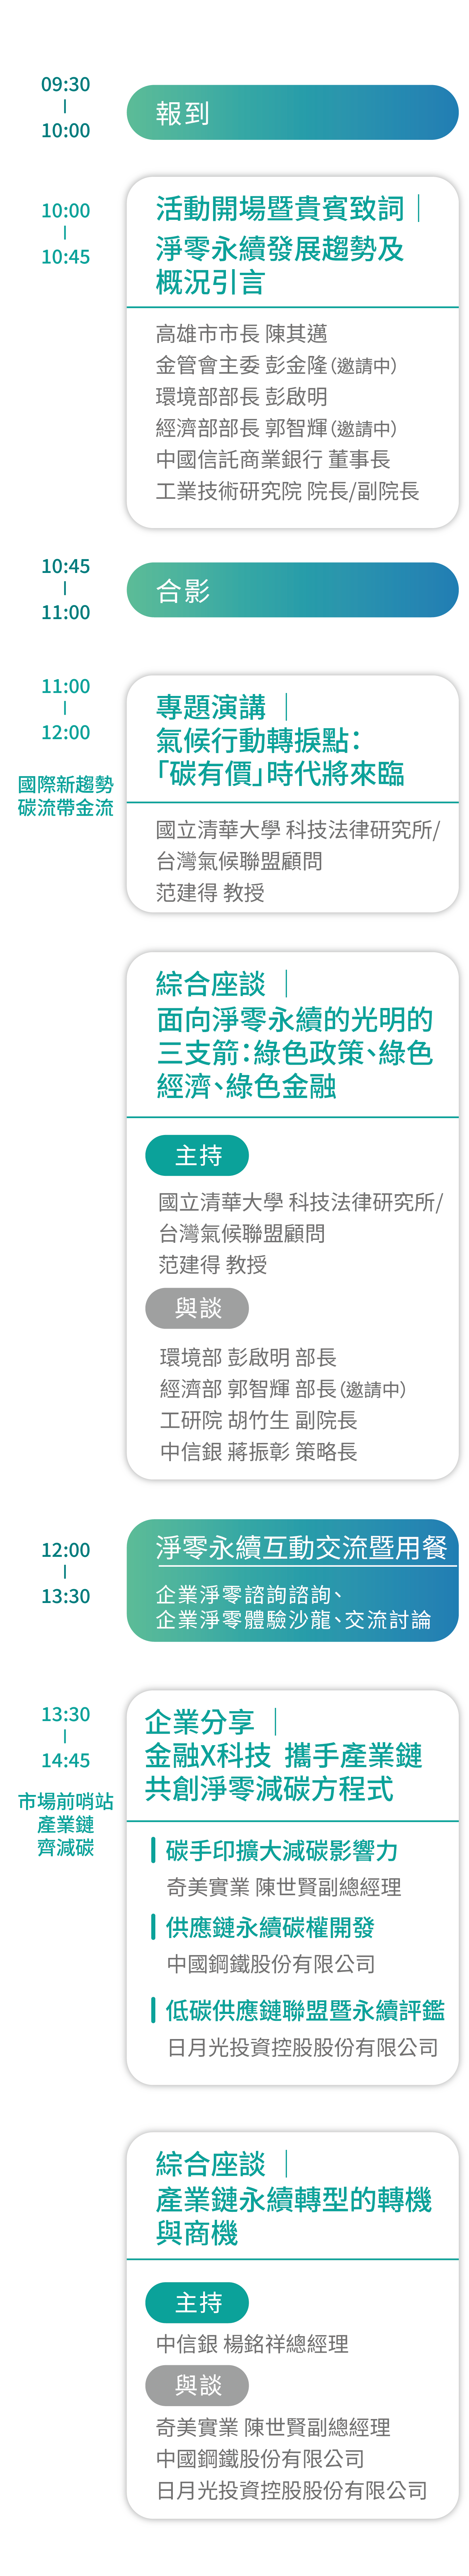 09:30
|
10:00
報到
10:00
|
10:45
活動開場暨貴賓致詞｜
淨零永續發展趨勢及
概況引言
高雄市市長 陳其邁
金管會主委 彭金隆(邀請中)
環境部部長 彭啟明
經濟部部長 郭智輝(邀請中)
中國信託商業銀行 董事長
工業技術研究院 院長/副院長
10:45
|
11:00
合影
11:00
|
12:00
國際新趨勢
碳流帶金流
專題演講｜
氣候行動轉捩點：
「碳有價」時代將來臨
國立清華大學 科技法律研究所/
台灣氣候聯盟顧問
范建得 教授
綜合座談｜
面向淨零永續的光明的
三支箭：綠色政策、綠色
經濟、綠色金融
主持
國立清華大學 科技法律研究所/
台灣氣候聯盟顧問
范建得 教授
與談
環境部 彭啟明 部長
經濟部 郭智輝 部長(邀請中)
工研院 胡竹生 副院長
中信銀 蔣振彰 策略長
12:00
|
13:30
淨零永續互動交流暨用餐
企業淨零諮詢諮詢、
企業淨零體驗沙龍、交流討論
13:30
|
14:45
市場前哨站
產業鏈
齊減碳
企業分享｜
金融X科技 攜手產業鏈
共創淨零減碳方程式
碳手印擴大減碳影響力
奇美實業 陳世賢副總經理
供應鏈永續碳權開發
中國鋼鐵股份有限公司
低碳供應鏈聯盟暨永續評鑑
日月光投資控股股份有限公司
綜合座談｜
產業鏈永續轉型的轉機
與商機
主持
中信銀 楊銘祥總經理
與談
奇美實業 陳世賢副總經理
中國鋼鐵股份有限公司
日月光投資控股股份有限公司